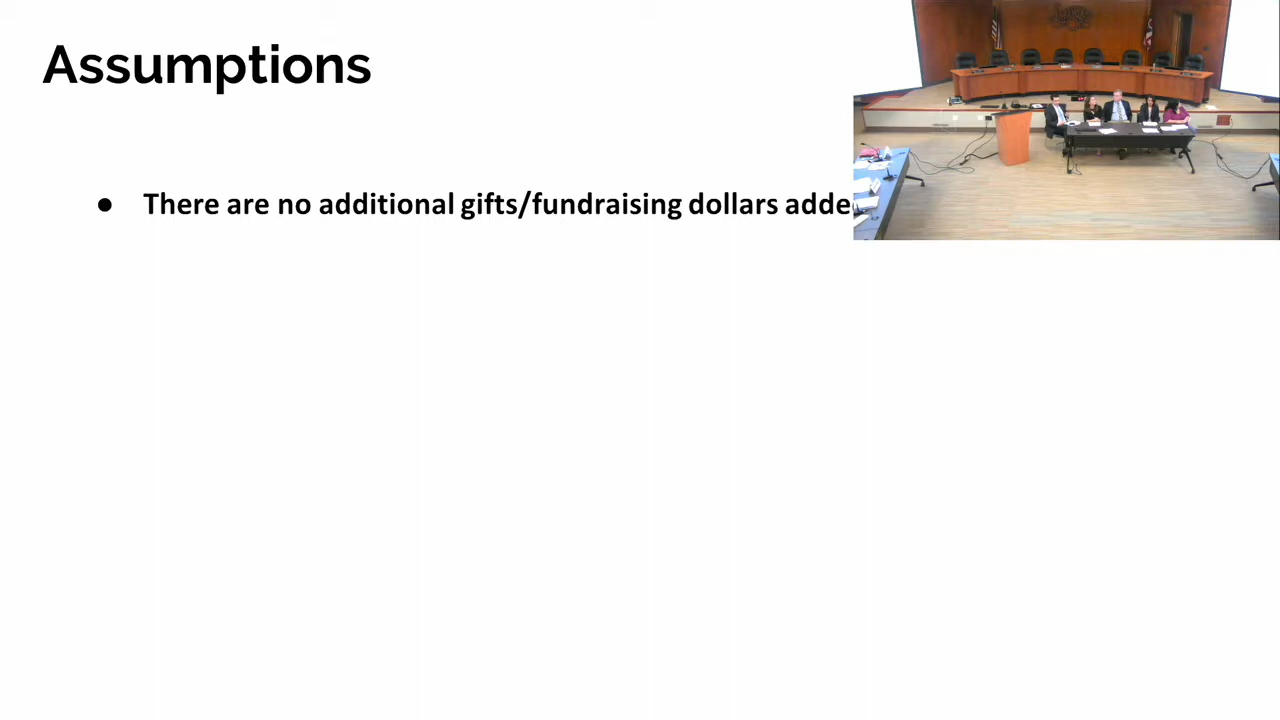 Assumptions
● There are no additional gifts/fundraising dollars adde